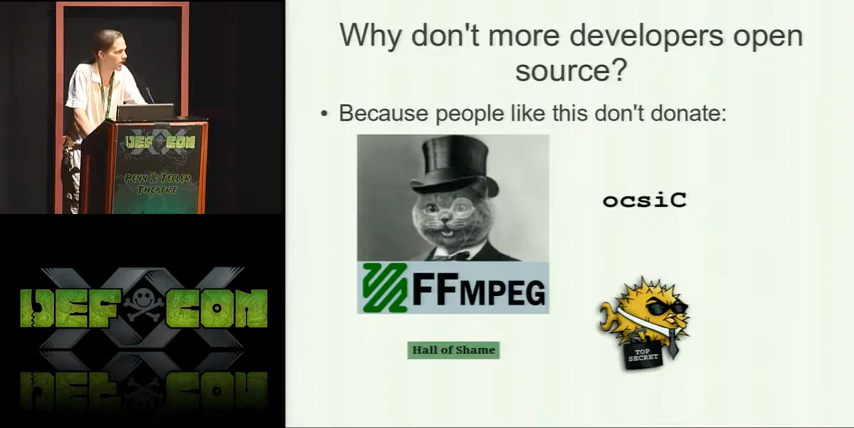 Why don't more developers open
source?
• Because people like this don't donate:
ocsiC
FFMPEG
Hall of Shame
TOP
SECRET
DEF CON
PENN & TELLER
THEATRE
XX
DEF CON